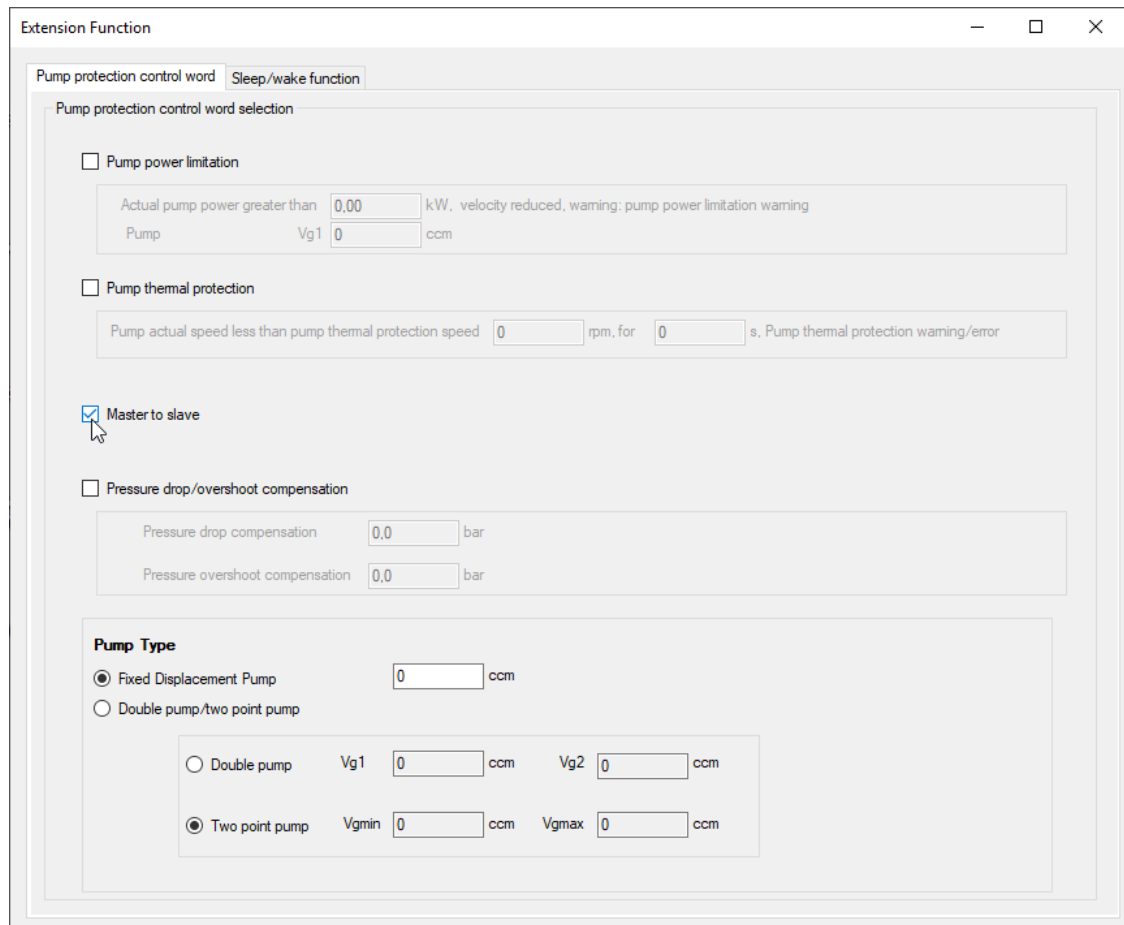 Extension Function
Pump protection control word Sleep/wake function
Pump protection control word selection
Pump power limitation
Actual pump power greater than 0,00 kW, velocity reduced, warning: pump power limitation warning
Pump Vg1 0 ccm
Pump thermal protection
Pump actual speed less than pump thermal protection speed 0 rpm, for 0 s, Pump thermal protection warning/error
Master to slave
Pressure drop/overshoot compensation
Pressure drop compensation 0,0 bar
Pressure overshoot compensation 0,0 bar
Pump Type
Fixed Displacement Pump 0 ccm
Double pump/two point pump
Double pump Vg1 0 ccm Vg2 0 ccm
Two point pump Vgmin 0 ccm Vgmax 0 ccm